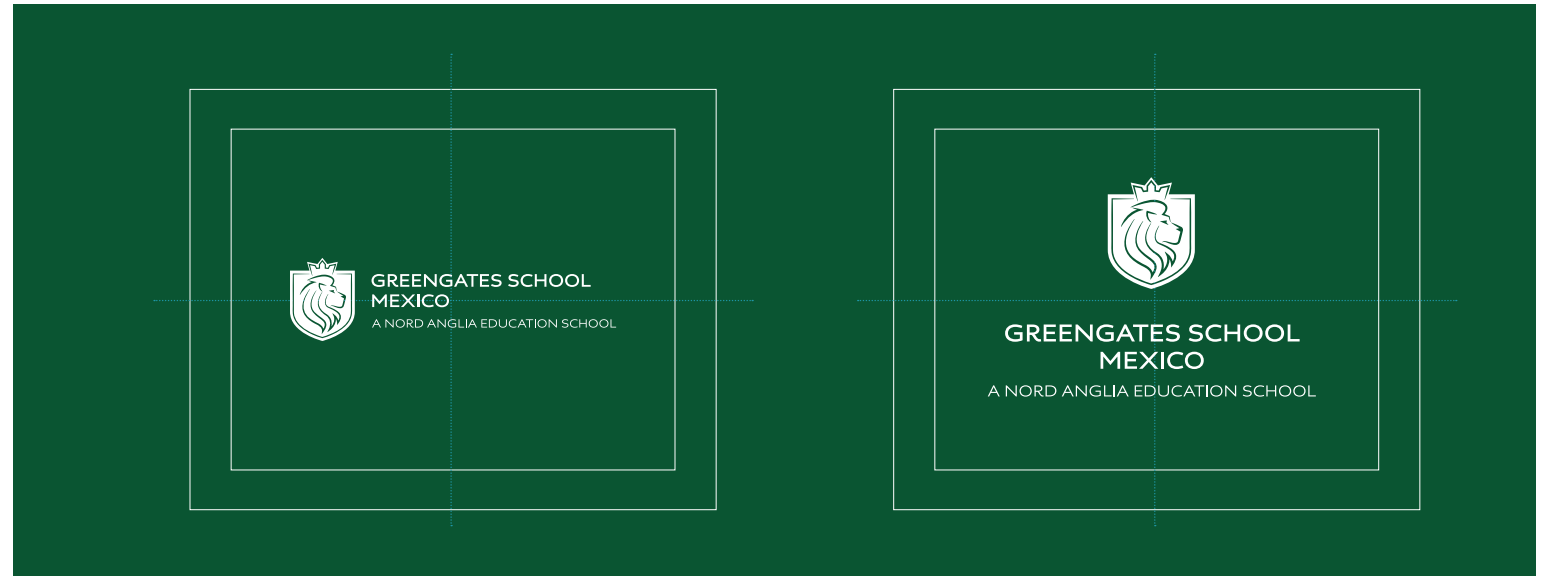 GREENGATES SCHOOL
MEXICO
A NORD ANGLIA EDUCATION SCHOOL
GREENGATES SCHOOL
MEXICO
A NORD ANGLIA EDUCATION SCHOOL